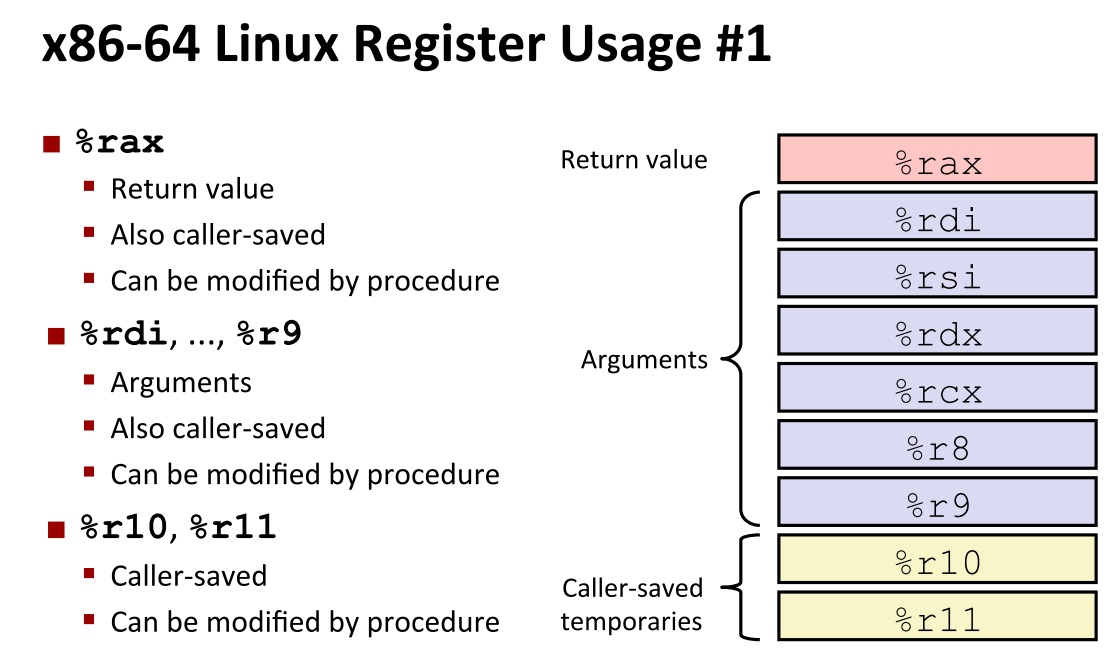 x86-64 Linux Register Usage #1
%rax
Return value
Also caller-saved
Can be modified by procedure
%rdi, ..., %r9
Arguments
Also caller-saved
Can be modified by procedure
%r10, %r11
Caller-saved
Can be modified by procedure
Return value
%rax
%rdi
%rsi
%rdx
Arguments
%rcx
%r8
%r9
%r10
Caller-saved
temporaries
%r11